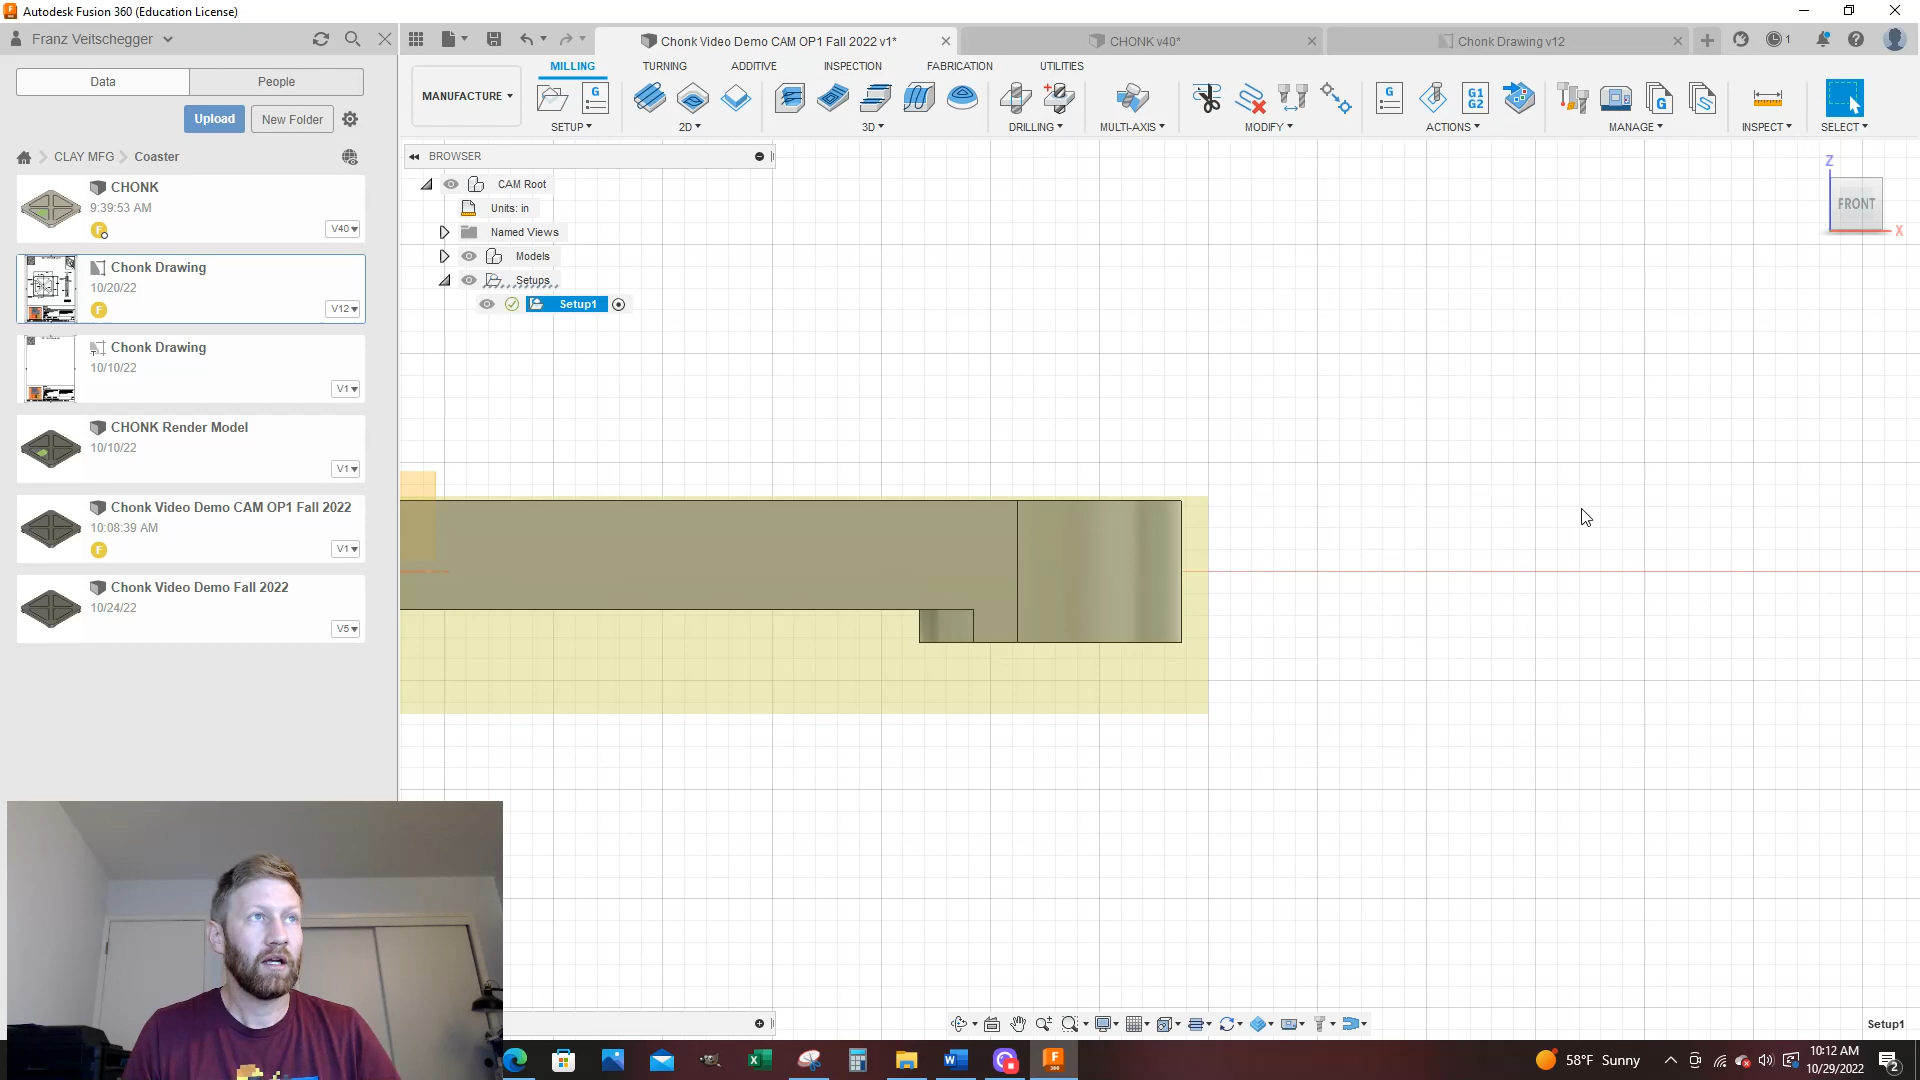 Autodesk Fusion 360 (Education License)
Franz Veitschegger
Chonk Video Demo CAM OP1 Fall 2022 v1*
CHONK v40*
Chonk Drawing v12
1
Data
People
MILLING
TURNING
ADDITIVE
INSPECTION
FABRICATION
UTILITIES
MANUFACTURE
Upload
New Folder
SETUP
2D
3D
DRILLING
MULTI-AXIS
MODIFY
ACTIONS
MANAGE
INSPECT
SELECT
G
G1
G2
CLAY MFG
Coaster
BROWSER
CAM Root
Units: in
Named Views
Models
Setups
Setup1
CHONK
9:39:53 AM
F
V40
Chonk Drawing
10/20/22
F
V12
Chonk Drawing
10/10/22
V1
CHONK Render Model
10/10/22
V1
Chonk Video Demo CAM OP1 Fall 2022
10:08:39 AM
F
V1
Chonk Video Demo Fall 2022
10/24/22
V5
Z
FRONT
X
Setup1
58°F Sunny
10:12 AM
10/29/2022
2